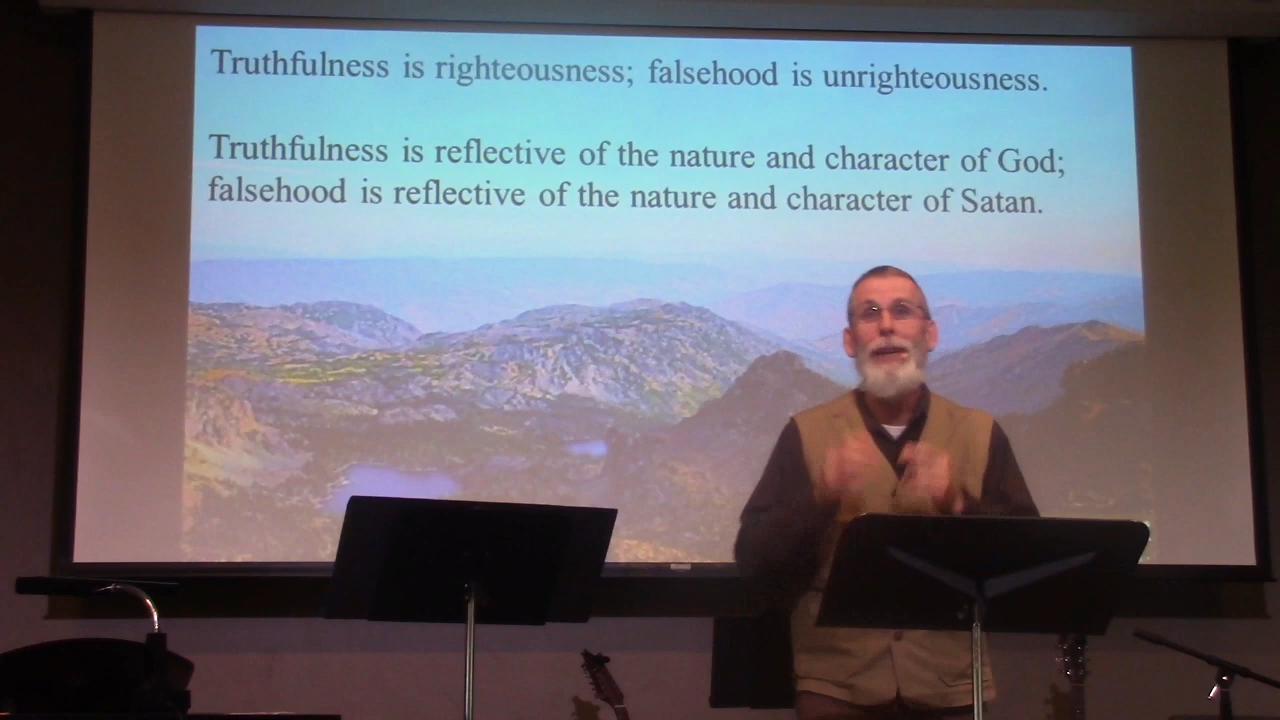 Truthfulness is righteousness; falsehood is unrighteousness.
Truthfulness is reflective of the nature and character of God;
falsehood is reflective of the nature and character of Satan.